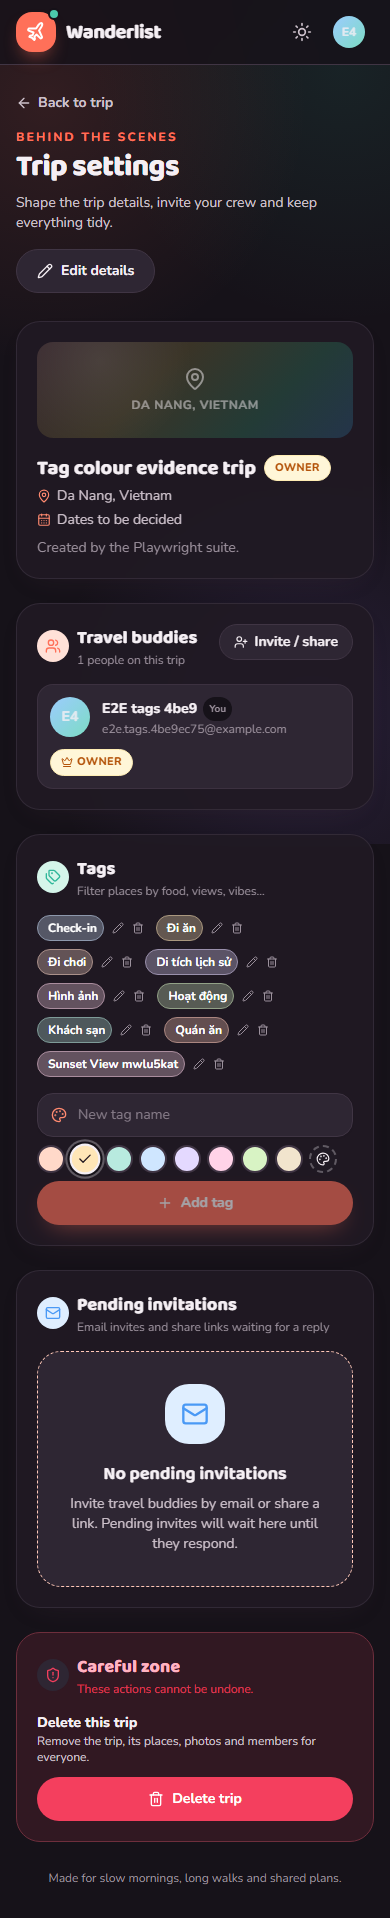 Wanderlist
E4
Back to trip
BEHIND THE SCENES
Trip settings
Shape the trip details, invite your crew and keep
everything tidy.
Edit details
DA NANG, VIETNAM
Tag colour evidence trip OWNER
Da Nang, Vietnam
Dates to be decided
Created by the Playwright suite.
Travel buddies
1 people on this trip
Invite / share
E4
E2E tags 4be9 You
e2e.tags.4be9ec75@example.com
OWNER
Tags
Filter places by food, views, vibes...
Check-in Đi ăn
Đi chơi Di tích lịch sử
Hình ảnh Hoạt động
Khách sạn Quán ăn
Sunset View mwlu5kat
New tag name
Add tag
Pending invitations
Email invites and share links waiting for a reply
No pending invitations
Invite travel buddies by email or share a
link. Pending invites will wait here until
they respond.
Careful zone
These actions cannot be undone.
Delete this trip
Remove the trip, its places, photos and members for
everyone.
Delete trip
Made for slow mornings, long walks and shared plans.